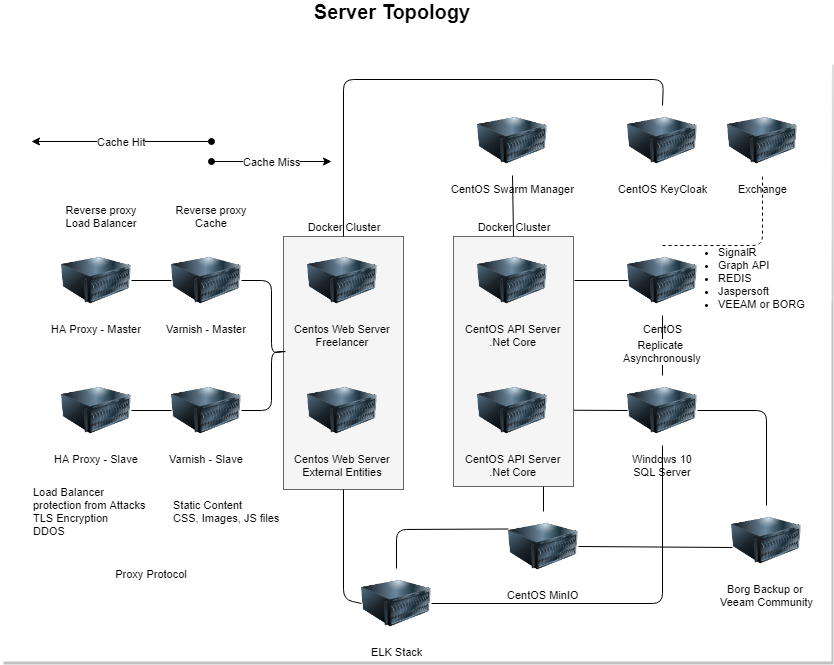 Server Topology
Cache Hit
Cache Miss
CentOS Swarm Manager
CentOS KeyCloak
Exchange
Reverse proxy
Load Balancer
Reverse proxy
Cache
Docker Cluster
Docker Cluster
SignalR
Graph API
REDIS
Jaspersoft
VEEAM or BORG
HA Proxy - Master
Varnish - Master
Centos Web Server
Freelancer
CentOS API Server
.Net Core
CentOS
Replicate
Asynchronously
HA Proxy - Slave
Varnish - Slave
Centos Web Server
External Entities
CentOS API Server
.Net Core
Windows 10
SQL Server
Load Balancer
protection from Attacks
TLS Encryption
DDOS
Static Content
CSS, Images, JS files
Proxy Protocol
CentOS MinIO
Borg Backup or
Veeam Community
ELK Stack